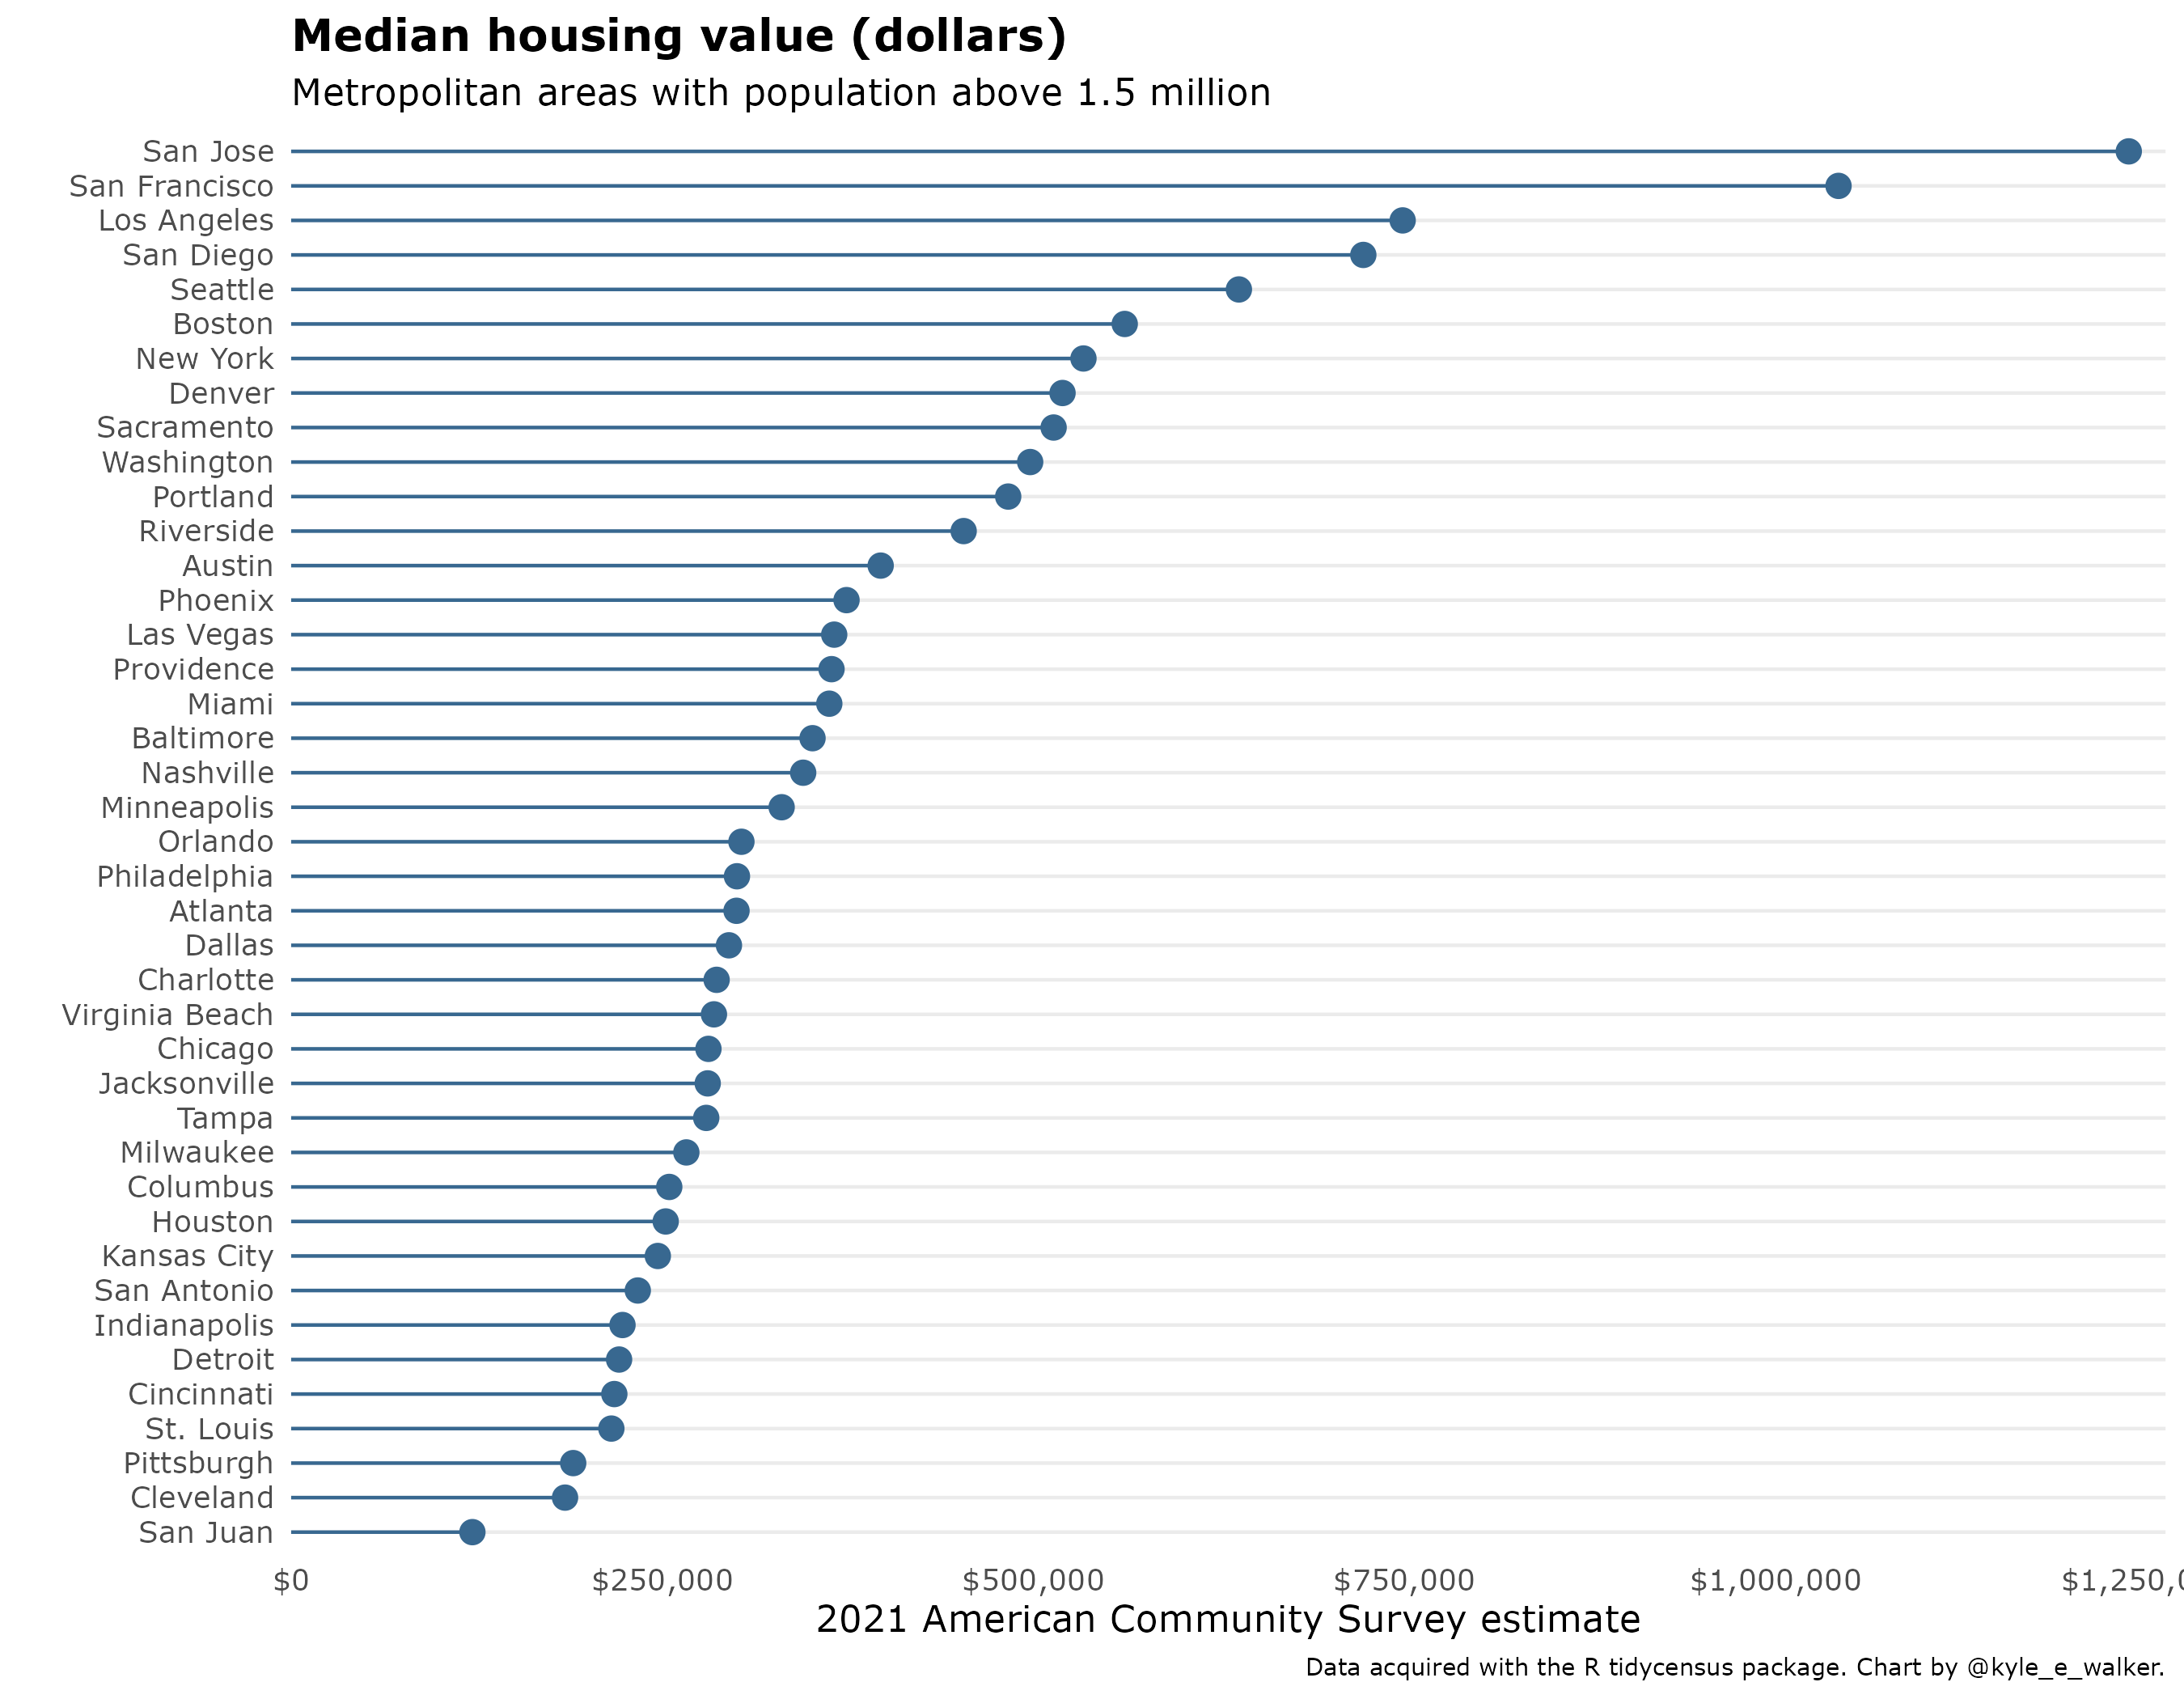 Median housing value (dollars)
Metropolitan areas with population above 1.5 million
San Jose
San Francisco
Los Angeles
San Diego
Seattle
Boston
New York
Denver
Sacramento
Washington
Portland
Riverside
Austin
Phoenix
Las Vegas
Providence
Miami
Baltimore
Nashville
Minneapolis
Orlando
Philadelphia
Atlanta
Dallas
Charlotte
Virginia Beach
Chicago
Jacksonville
Tampa
Milwaukee
Columbus
Houston
Kansas City
San Antonio
Indianapolis
Detroit
Cincinnati
St. Louis
Pittsburgh
Cleveland
San Juan
$0 $250,000 $500,000 $750,000 $1,000,000 $1,250,0
2021 American Community Survey estimate
Data acquired with the R tidycensus package. Chart by @kyle_e_walker.